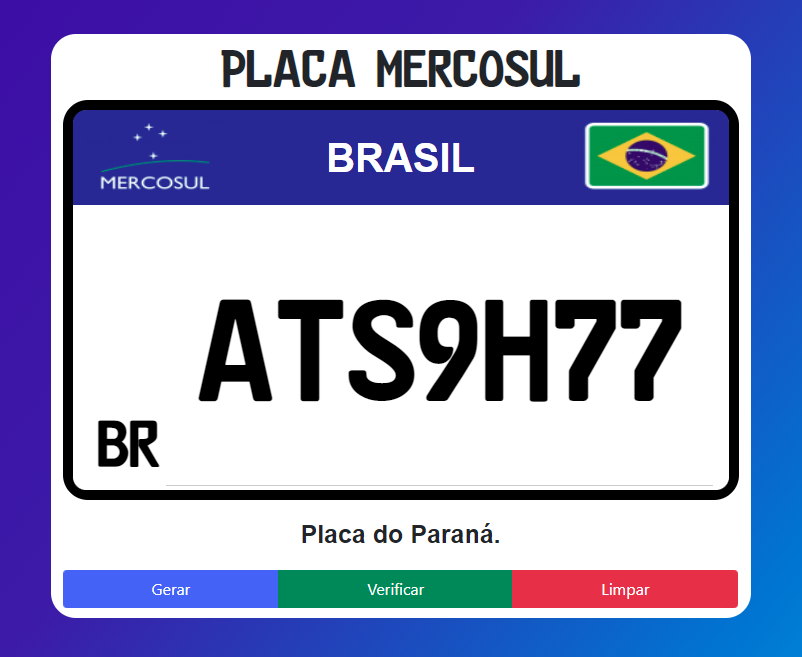 PLACA MERCOSUL
MERCOSUL
BRASIL
ATS9H77
BR
Placa do Paraná.
Gerar
Verificar
Limpar